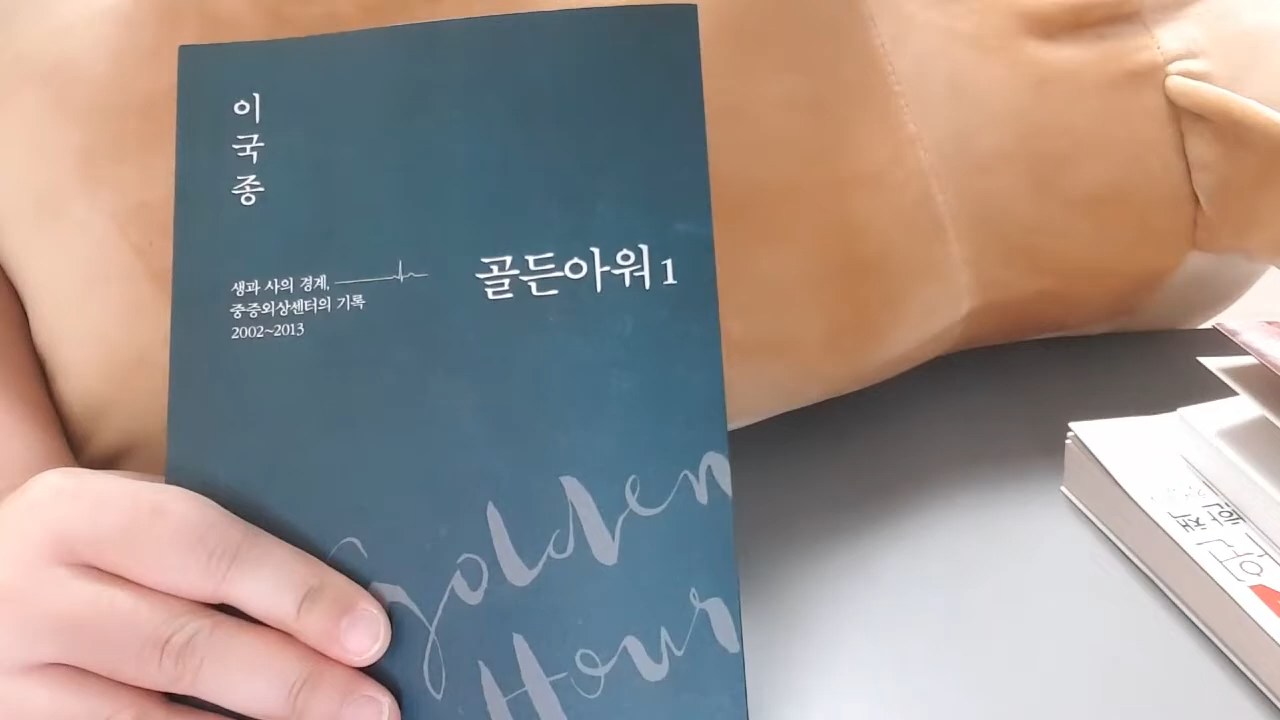 이국종
생과 사의 경계,
중증외상센터의 기록
2002~2013
골든아워 1
Golden
Hour